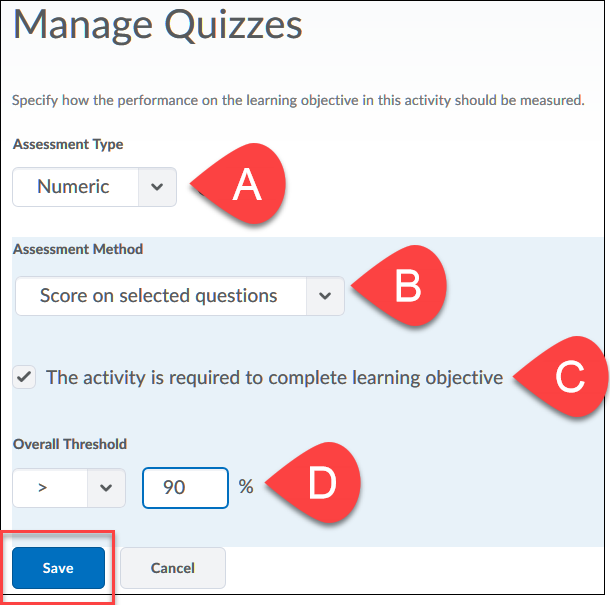 Manage Quizzes
Specify how the performance on the learning objective in this activity should be measured.
Assessment Type
Numeric
A
Assessment Method
Score on selected questions
B
The activity is required to complete learning objective
C
Overall Threshold
> 90 %
D
Save Cancel